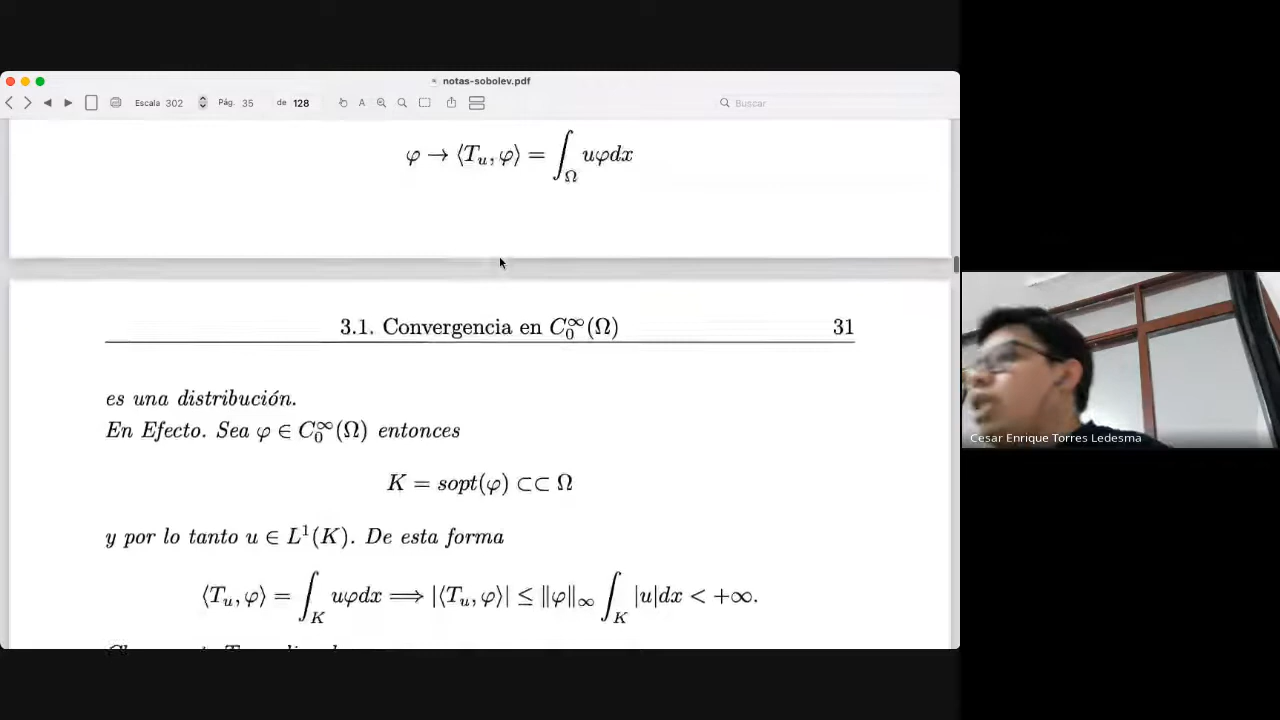 notas-sobolev.pdf
Escala 302 Pág. 35 de 128 Buscar
φ → ⟨T_u, φ⟩ = ∫_Ω uφdx
3.1. Convergencia en C_0^∞(Ω) 31
es una distribución.
En Efecto. Sea φ ∈ C_0^∞(Ω) entonces
K = sopt(φ) ⊂⊂ Ω
y por lo tanto u ∈ L^1(K). De esta forma
⟨T_u, φ⟩ = ∫_K uφdx ⟹ |⟨T_u, φ⟩| ≤ ‖φ‖_∞ ∫_K |u|dx < +∞.
Cesar Enrique Torres Ledesma